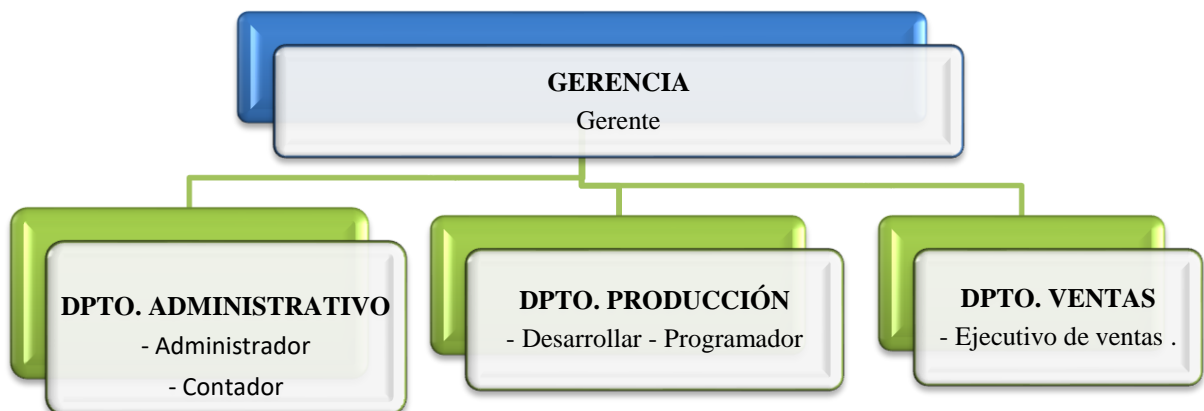 GERENCIA
Gerente
DPTO. ADMINISTRATIVO
- Administrador
- Contador
DPTO. PRODUCCIÓN
- Desarrollar - Programador
DPTO. VENTAS
- Ejecutivo de ventas .